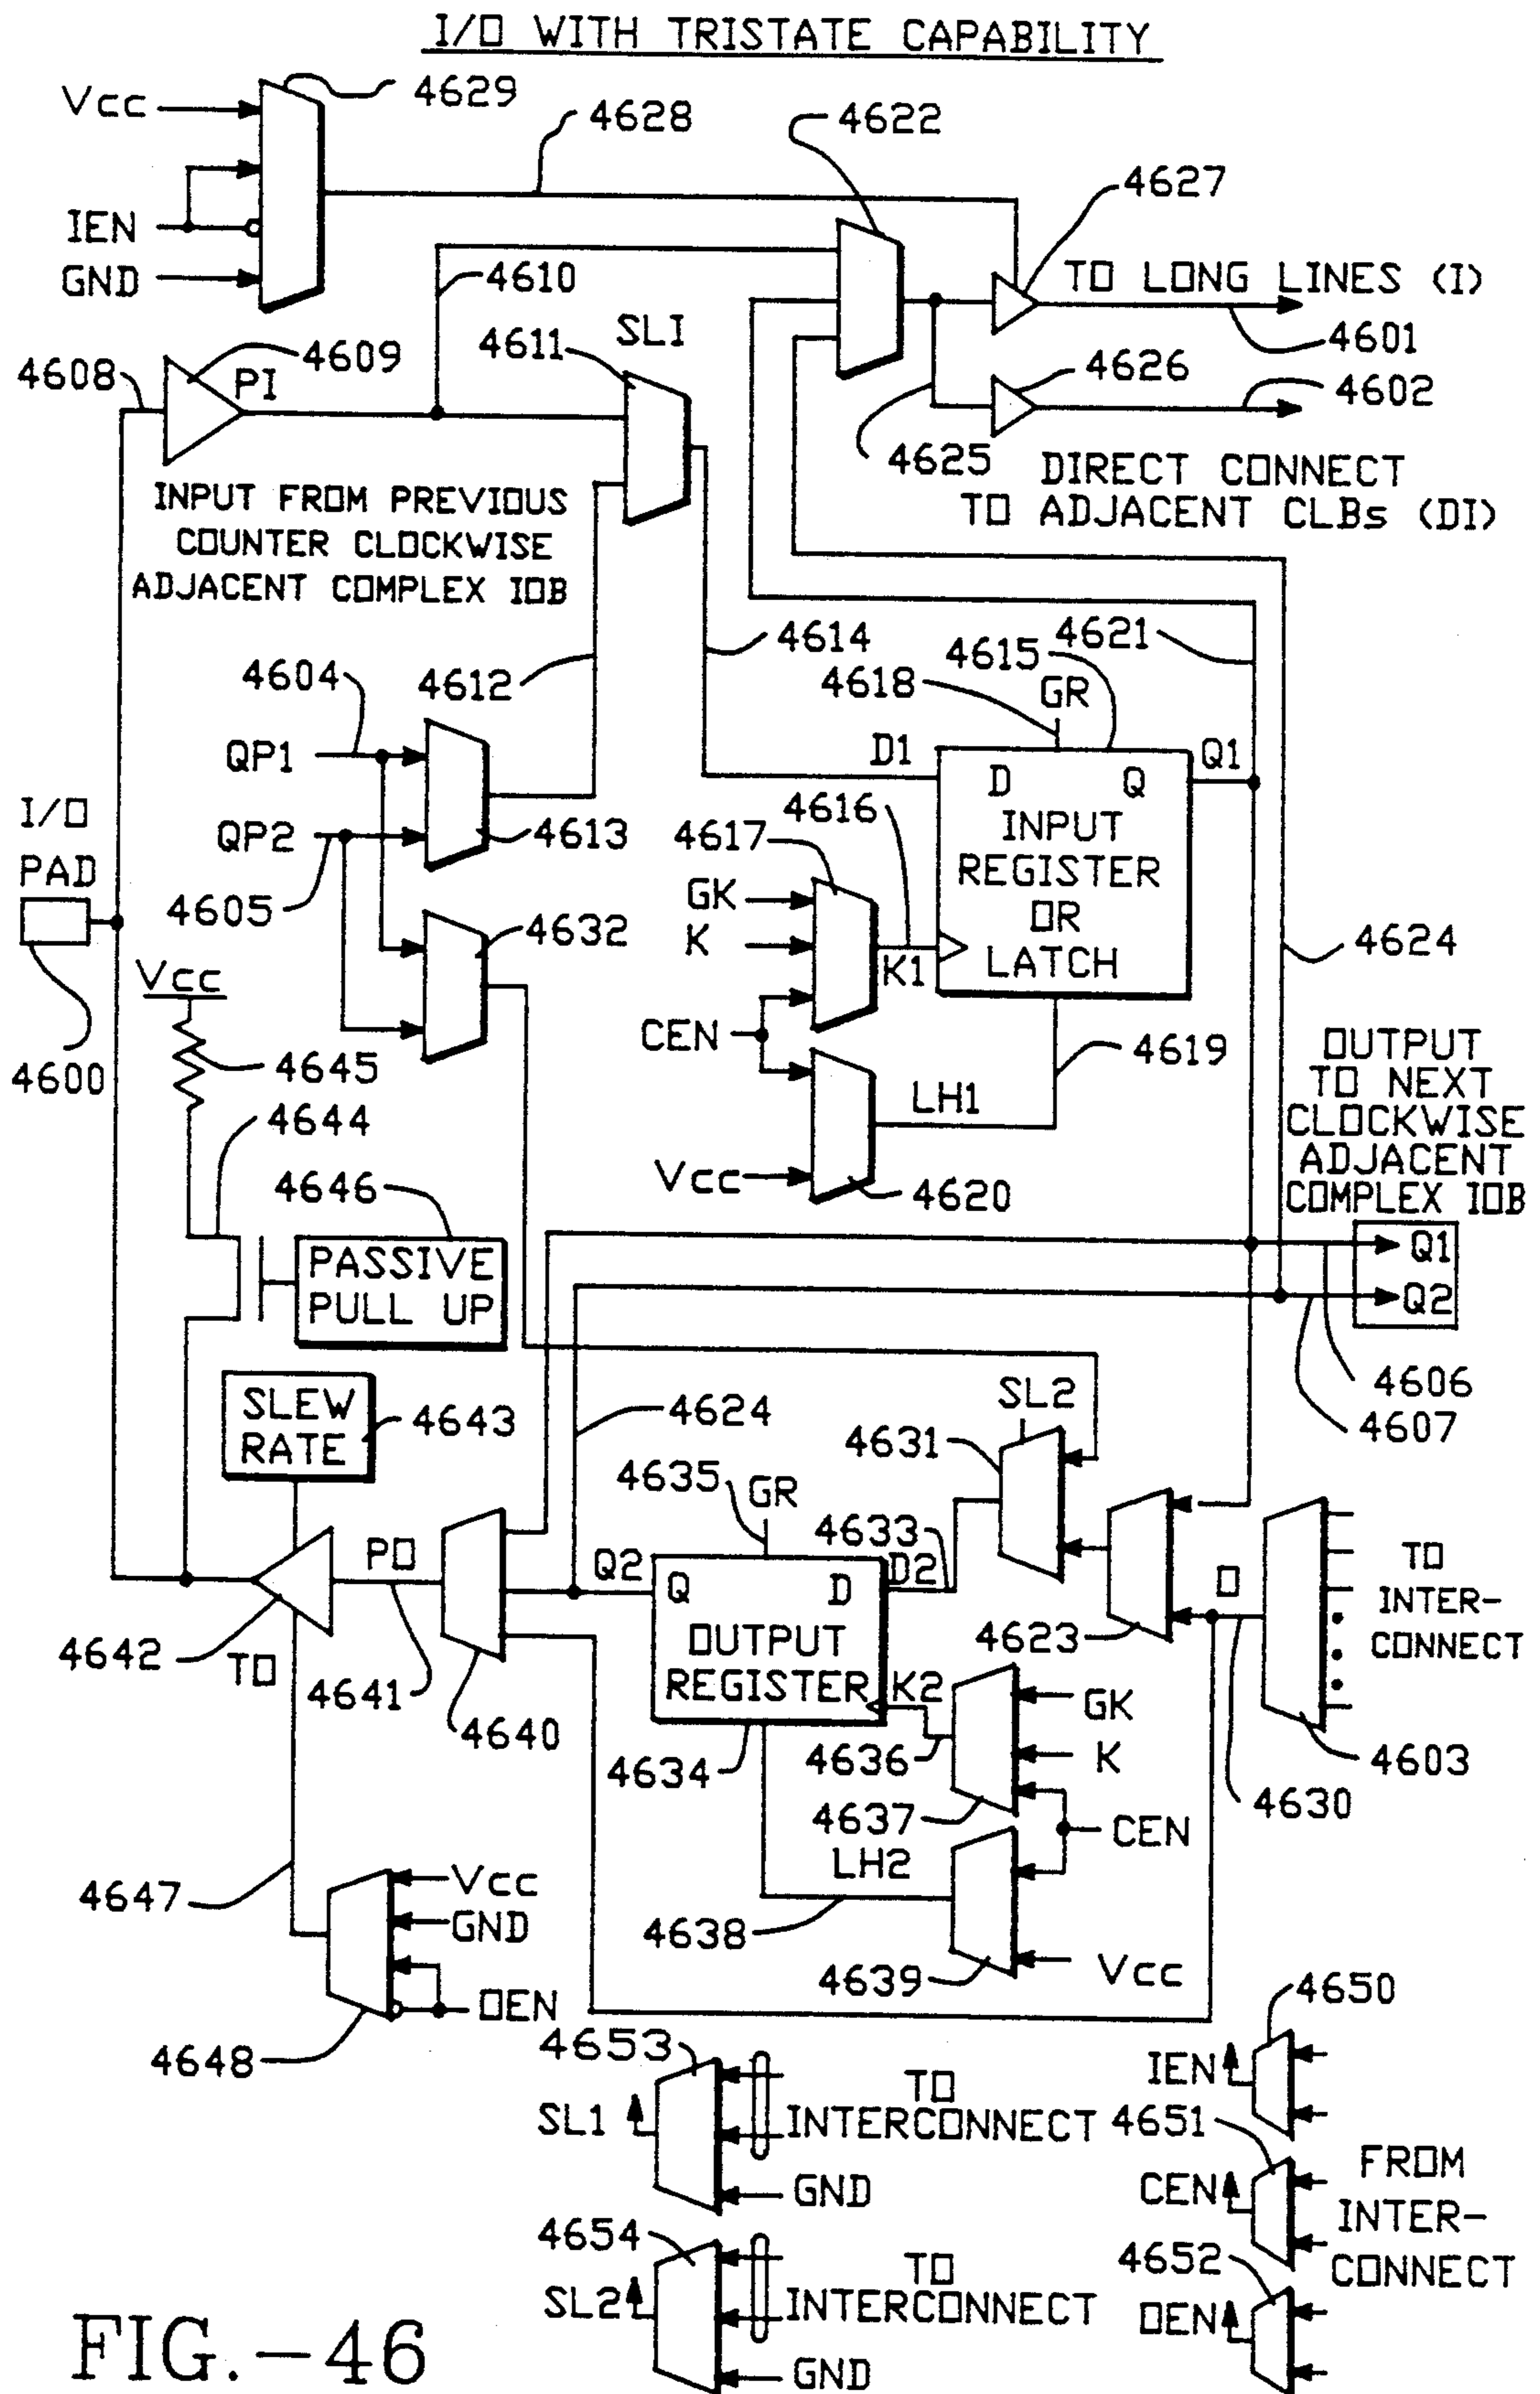 I/O WITH TRISTATE CAPABILITY
Vcc
4629
4628
4622
4627
IEN
GND
4610
TO LONG LINES (I)
4601
SLI
4611
4609
4608
PI
4626
4602
4625
DIRECT CONNECT
TO ADJACENT CLBs (DI)
INPUT FROM PREVIOUS
COUNTER CLOCKWISE
ADJACENT COMPLEX IOB
4614
4621
4615
4618
GR
4604
4612
QP1
D1
Q1
D
Q
INPUT
REGISTER
OR
LATCH
I/O
PAD
QP2
4613
4616
4617
4605
GK
K
K1
4632
4624
Vcc
CEN
4600
4645
4619
LH1
OUTPUT
TO NEXT
CLOCKWISE
ADJACENT
COMPLEX IOB
4644
4646
Vcc
4620
PASSIVE
PULL UP
Q1
Q2
SLEW
RATE
4643
4624
SL2
4606
4607
4631
4635
GR
4633
PO
Q2
Q
D
D2
O
TO
INTER-
CONNECT
OUTPUT
REGISTER
4642
TO
4623
4641
K2
GK
4640
4634
4636
K
4603
4637
4630
CEN
LH2
4647
Vcc
GND
4638
4639
Vcc
OEN
4650
4648
4653
IEN
SL1
TO
INTERCONNECT
4651
GND
CEN
FROM
INTER-
CONNECT
4654
4652
SL2
TO
INTERCONNECT
OEN
GND
FIG.-46